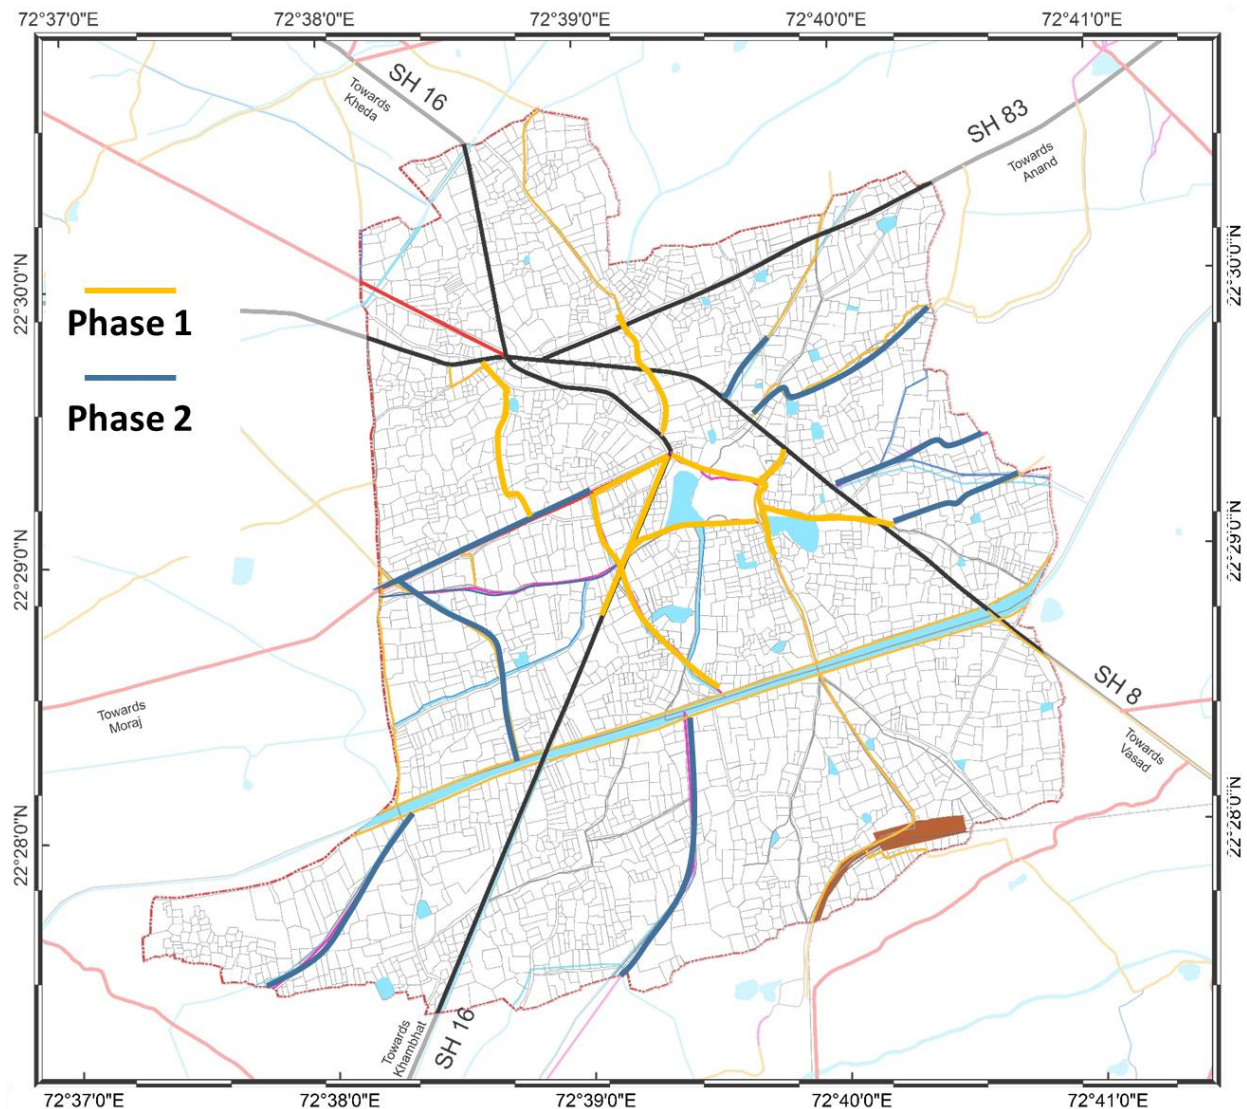 72°37'0"E
72°38'0"E
72°39'0"E
72°40'0"E
72°41'0"E
SH 16
Towards
Kheda
SH 83
Towards
Anand
22°30'0"N
22°30'0"N
Phase 1
Phase 2
22°29'0"N
22°29'0"N
SH 8
Towards
Moraj
Towards
Vasad
22°28'0"N
22°28'0"N
Towards
Khambhat
SH 16
72°37'0"E
72°38'0"E
72°39'0"E
72°40'0"E
72°41'0"E